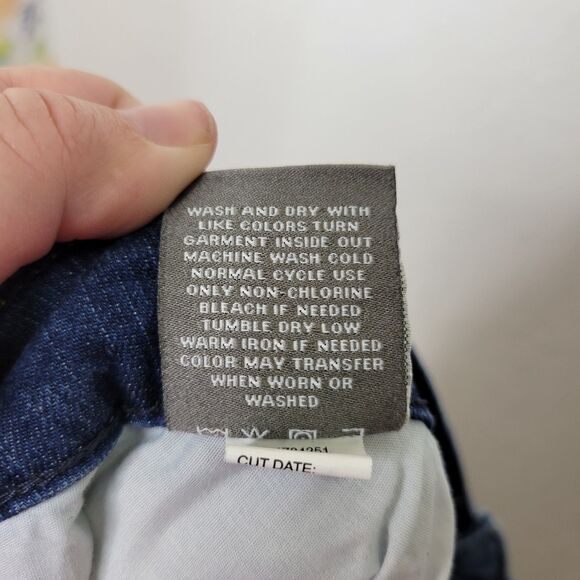 WASH AND DRY WITH
LIKE COLORS TURN
GARMENT INSIDE OUT
MACHINE WASH COLD
NORMAL CYCLE USE
ONLY NON-CHLORINE
BLEACH IF NEEDED
TUMBLE DRY LOW
WARM IRON IF NEEDED
COLOR MAY TRANSFER
WHEN WORN OR
WASHED
CUT DATE: